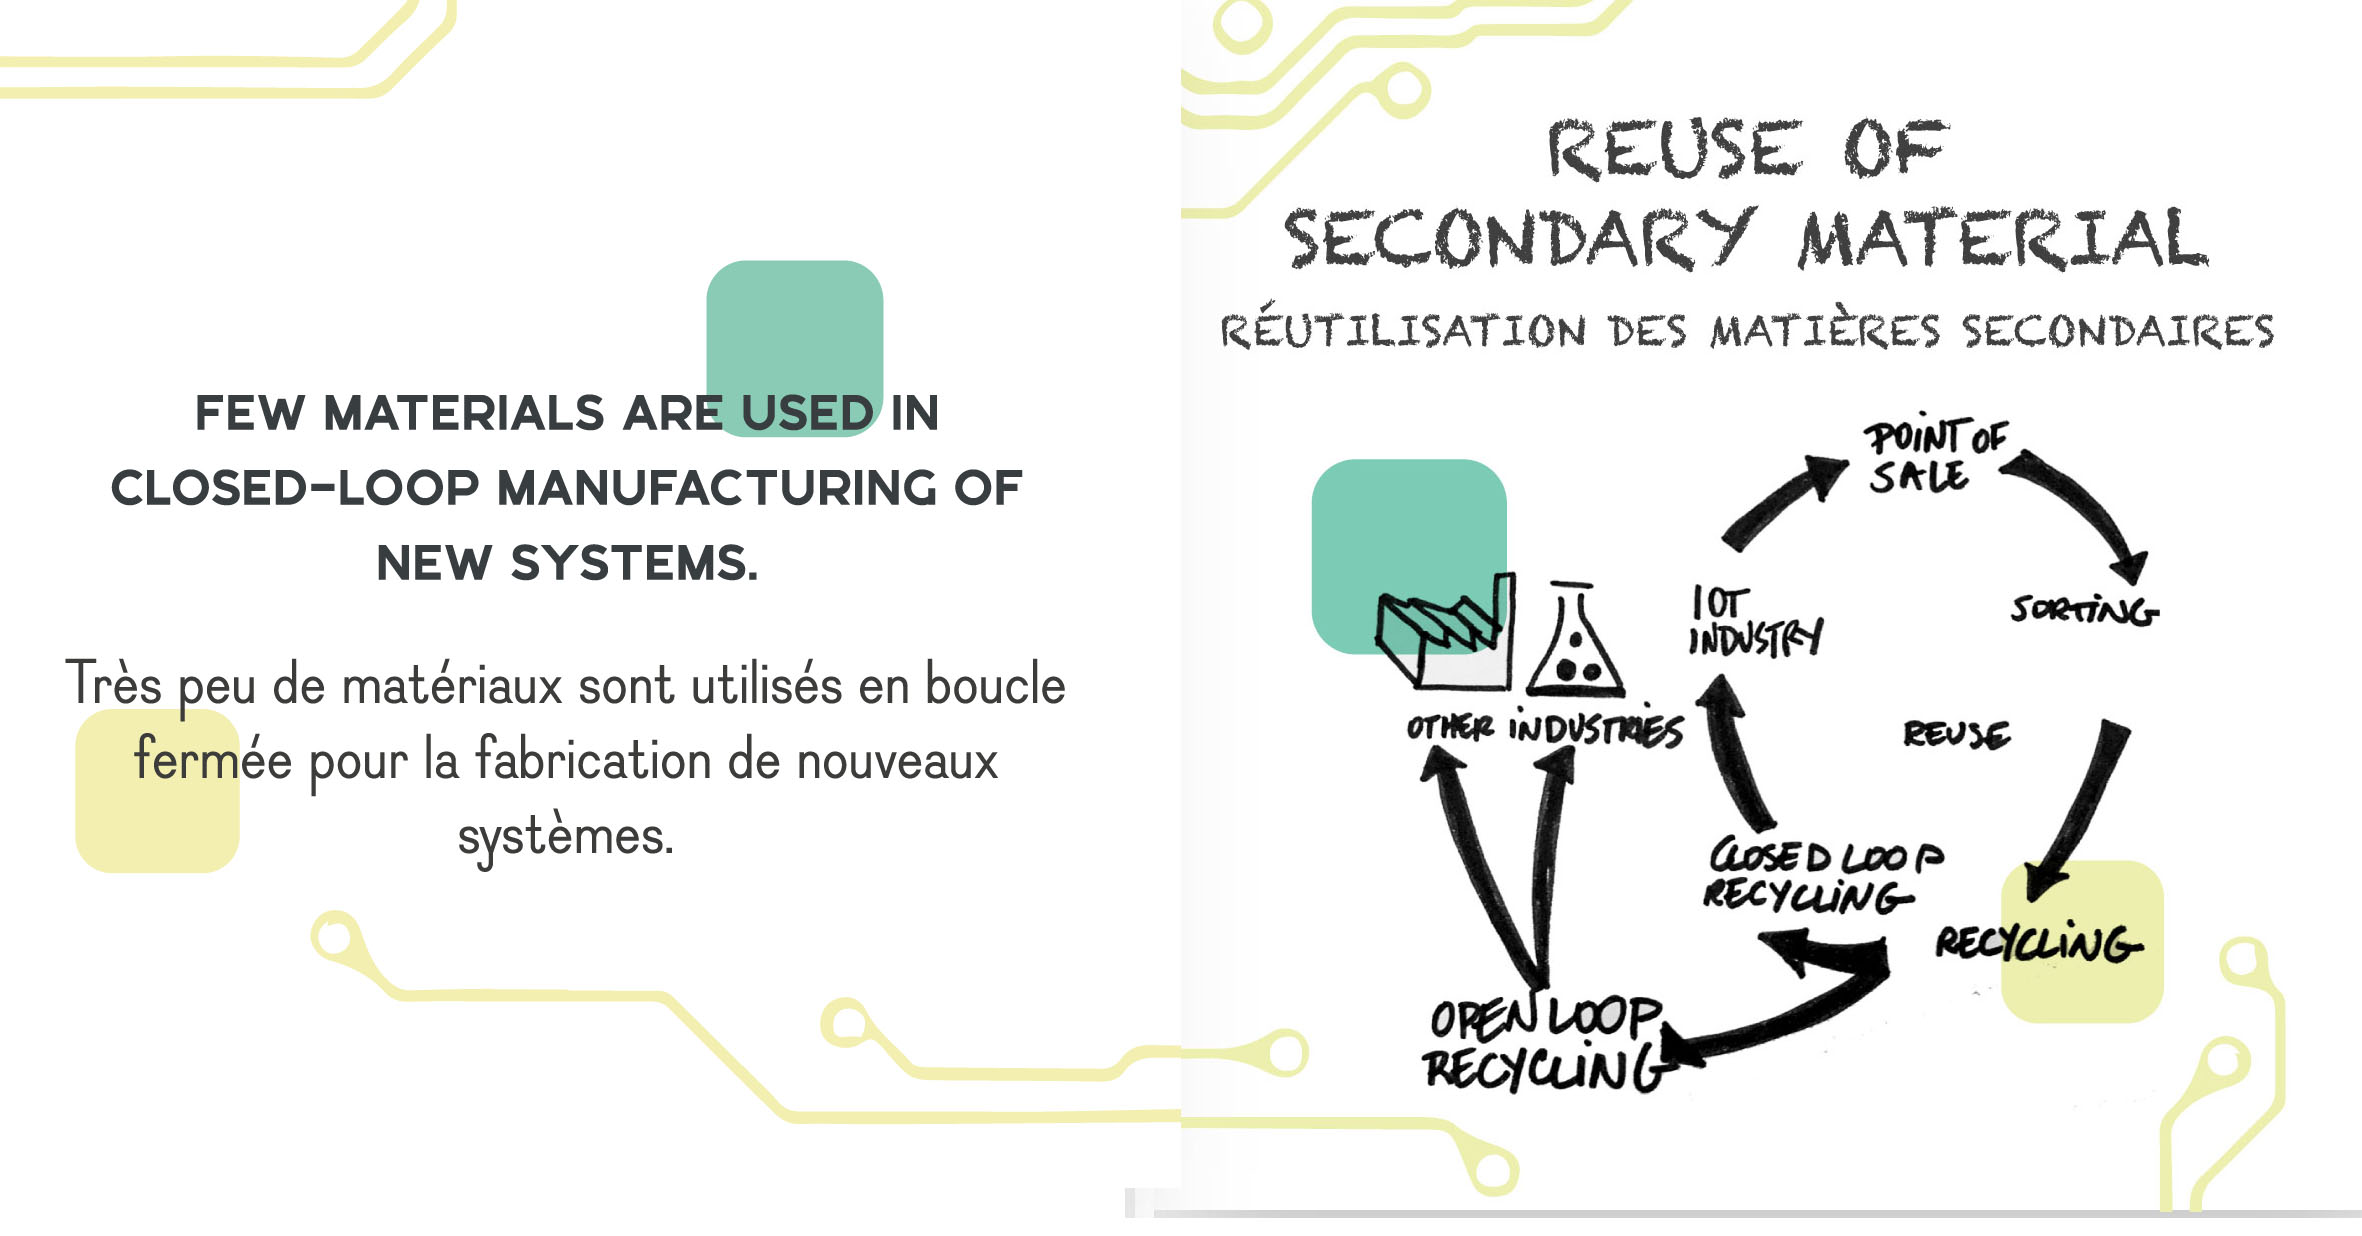 FEW MATERIALS ARE USED IN
CLOSED-LOOP MANUFACTURING OF
NEW SYSTEMS.
Très peu de matériaux sont utilisés en boucle
fermée pour la fabrication de nouveaux
systèmes.
REUSE OF
SECONDARY MATERIAL
RÉUTILISATION DES MATIÈRES SECONDAIRES
POINT OF
SALE
IOT
INDUSTRY
SORTING
OTHER INDUSTRIES
REUSE
CLOSED LOOP
RECYCLING
RECYCLING
OPEN LOOP
RECYCLING